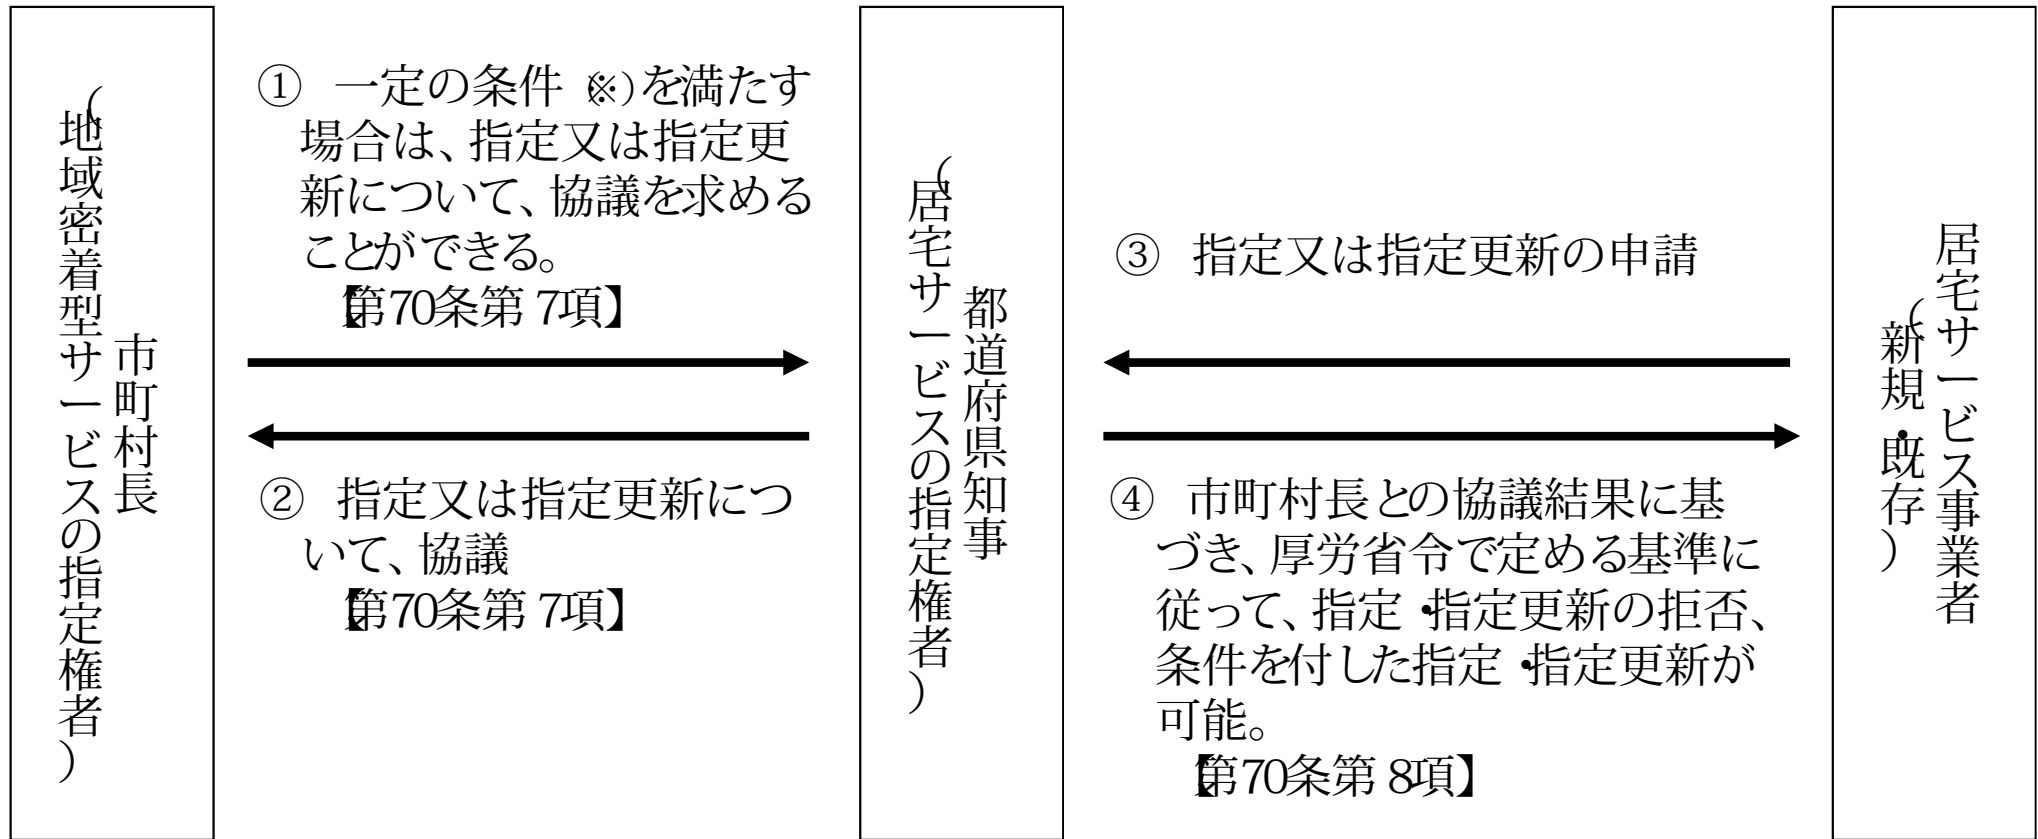 市町村長
(地域密着型サービスの指定権者)
① 一定の条件(※)を満たす
場合は、指定又は指定更
新について、協議を求める
ことができる。
【第70条第7項】
② 指定又は指定更新につ
いて、協議
【第70条第7項】
都道府県知事
(居宅サービスの指定権者)
③ 指定又は指定更新の申請
④ 市町村長との協議結果に基
づき、厚労省令で定める基準に
従って、指定・指定更新の拒否、
条件を付した指定・指定更新が
可能。
【第70条第8項】
居宅サービス事業者
(新規・既存)